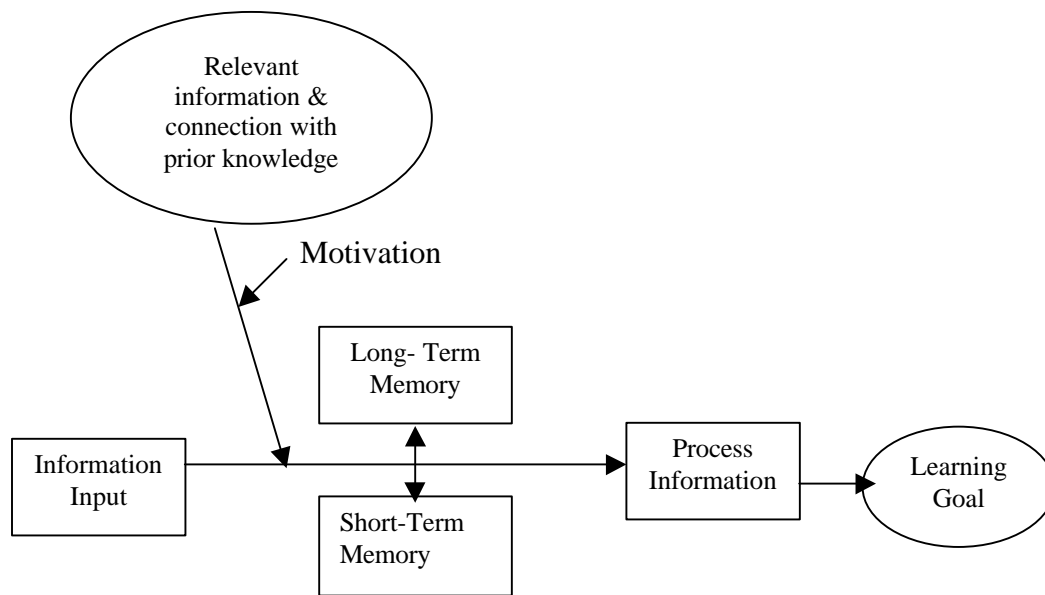 Relevant
information &
connection with
prior knowledge
Motivation
Long- Term
Memory
Information
Input
Process
Information
Learning
Goal
Short-Term
Memory